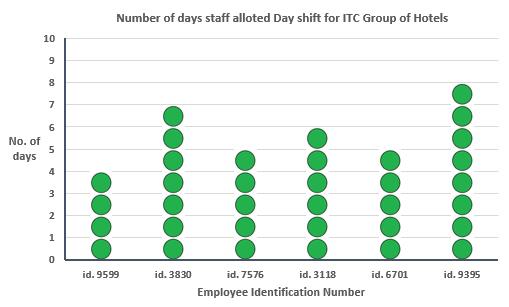 Number of days staff alloted Day shift for ITC Group of Hotels
10
9
8
7
6
5
4
3
2
1
0
No. of
days
id. 9599 id. 3830 id. 7576 id. 3118 id. 6701 id. 9395
Employee Identification Number